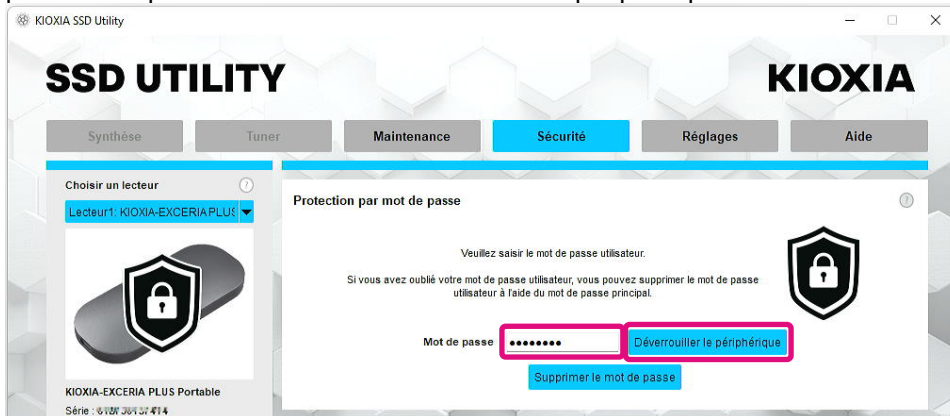 KIOXIA SSD Utility
SSD UTILITY
KIOXIA
Synthèse
Tuner
Maintenance
Sécurité
Réglages
Aide
Choisir un lecteur
?
Lecteur1: KIOXIA-EXCERIA PLUS
Protection par mot de passe
?
Veuillez saisir le mot de passe utilisateur.
Si vous avez oublié votre mot de passe utilisateur, vous pouvez supprimer le mot de passe
utilisateur à l'aide du mot de passe principal.
Mot de passe
••••••••
Déverrouiller le périphérique
Supprimer le mot de passe
KIOXIA-EXCERIA PLUS Portable
Série :